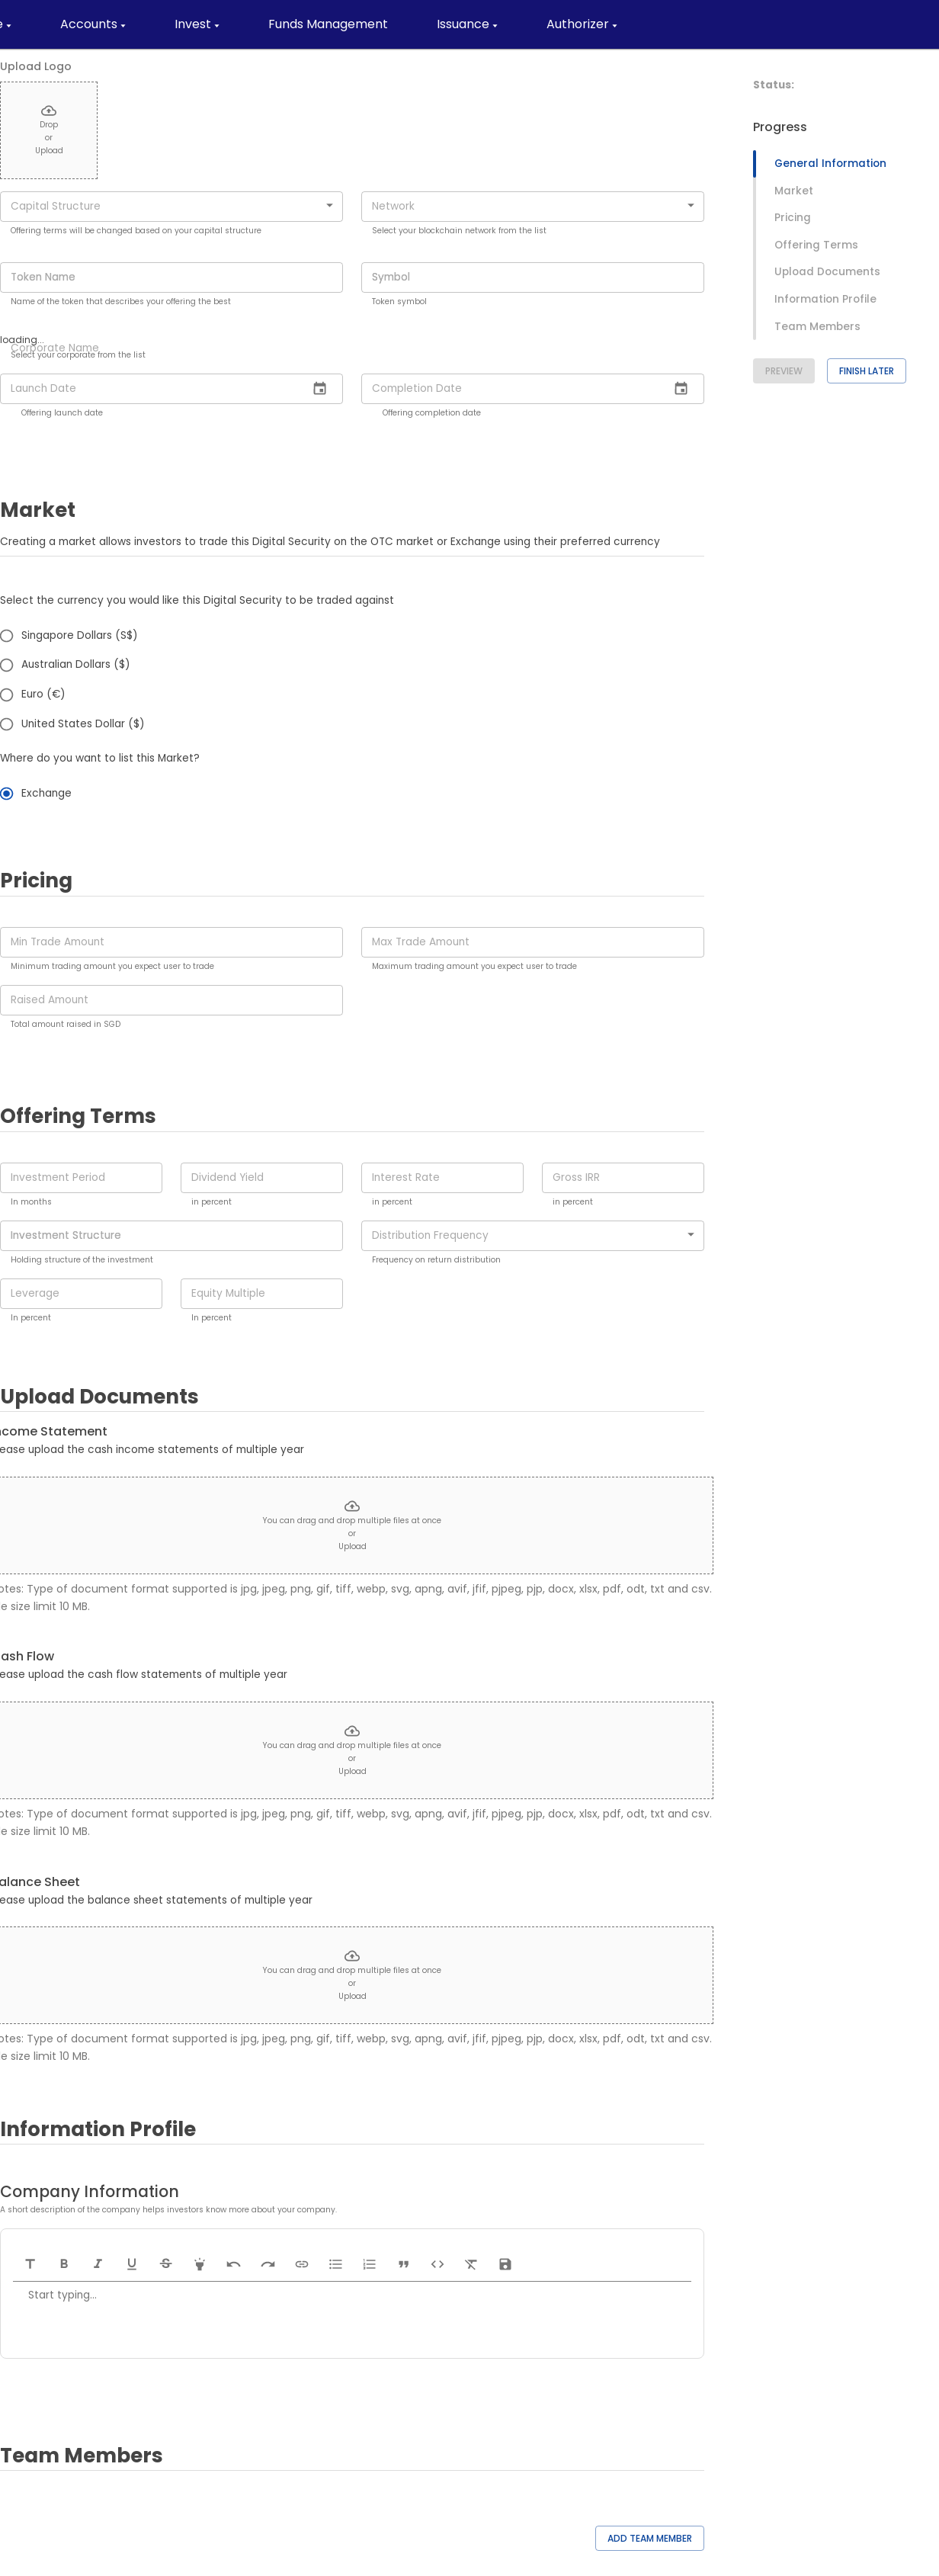 e
Accounts
Invest
Funds Management
Issuance
Authorizer
Upload Logo
Drop
or
Upload
Status:
Progress
General Information
Market
Pricing
Offering Terms
Upload Documents
Information Profile
Team Members
PREVIEW
FINISH LATER
Capital Structure
Network
Offering terms will be changed based on your capital structure
Select your blockchain network from the list
Token Name
Symbol
Name of the token that describes your offering the best
Token symbol
loading...
Corporate Name
Select your corporate from the list
Launch Date
Completion Date
Offering launch date
Offering completion date
Market
Creating a market allows investors to trade this Digital Security on the OTC market or Exchange using their preferred currency
Select the currency you would like this Digital Security to be traded against
Singapore Dollars (S$)
Australian Dollars ($)
Euro (€)
United States Dollar ($)
Where do you want to list this Market?
Exchange
Pricing
Min Trade Amount
Max Trade Amount
Minimum trading amount you expect user to trade
Maximum trading amount you expect user to trade
Raised Amount
Total amount raised in SGD
Offering Terms
Investment Period
Dividend Yield
Interest Rate
Gross IRR
In months
in percent
in percent
in percent
Investment Structure
Distribution Frequency
Holding structure of the investment
Frequency on return distribution
Leverage
Equity Multiple
In percent
In percent
Upload Documents
ncome Statement
ease upload the cash income statements of multiple year
You can drag and drop multiple files at once
or
Upload
otes: Type of document format supported is jpg, jpeg, png, gif, tiff, webp, svg, apng, avif, jfif, pjpeg, pjp, docx, xlsx, pdf, odt, txt and csv.
e size limit 10 MB.
ash Flow
ease upload the cash flow statements of multiple year
You can drag and drop multiple files at once
or
Upload
otes: Type of document format supported is jpg, jpeg, png, gif, tiff, webp, svg, apng, avif, jfif, pjpeg, pjp, docx, xlsx, pdf, odt, txt and csv.
e size limit 10 MB.
alance Sheet
ease upload the balance sheet statements of multiple year
You can drag and drop multiple files at once
or
Upload
otes: Type of document format supported is jpg, jpeg, png, gif, tiff, webp, svg, apng, avif, jfif, pjpeg, pjp, docx, xlsx, pdf, odt, txt and csv.
e size limit 10 MB.
Information Profile
Company Information
A short description of the company helps investors know more about your company.
Start typing...
Team Members
ADD TEAM MEMBER